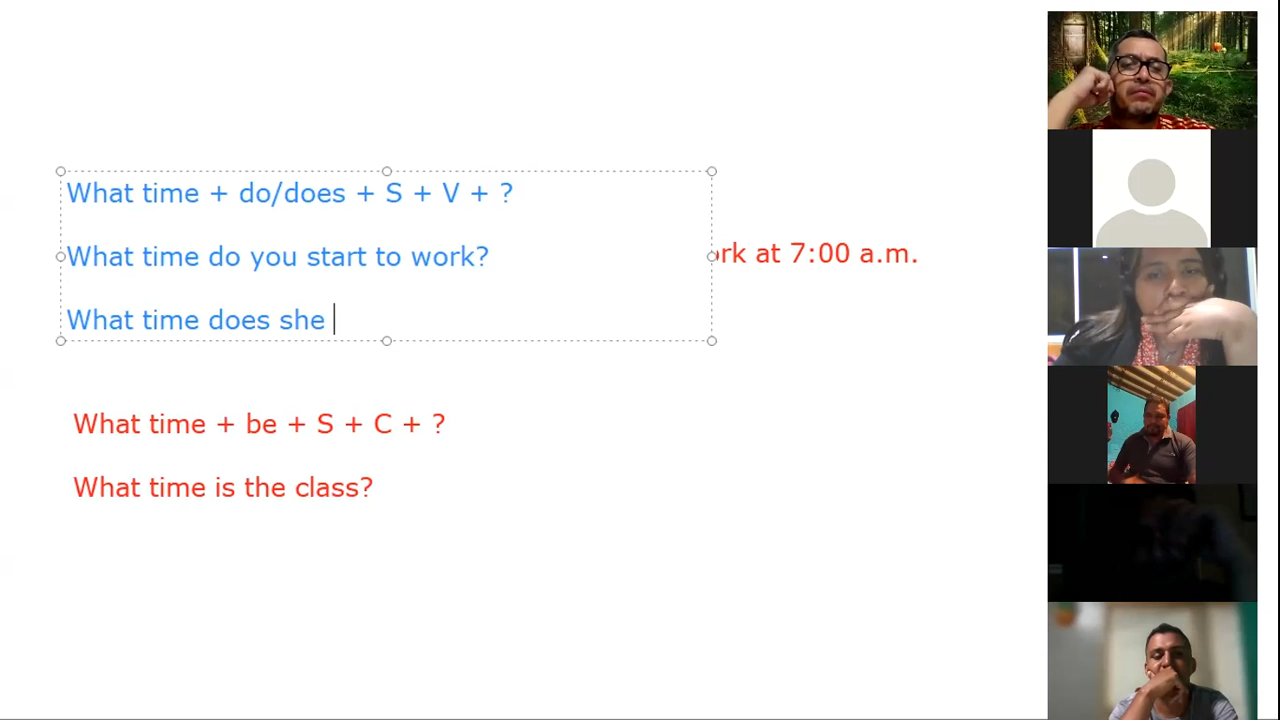 What time + do/does + S + V + ?
What time do you start to work?
at 7:00 a.m.
What time does she
What time + be + S + C + ?
What time is the class?